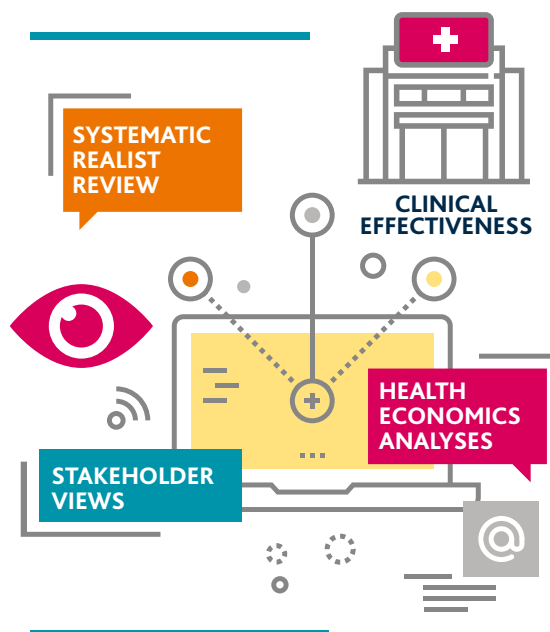 SYSTEMATIC
REALIST
REVIEW
CLINICAL
EFFECTIVENESS
HEALTH
ECONOMICS
ANALYSES
STAKEHOLDER
VIEWS
@